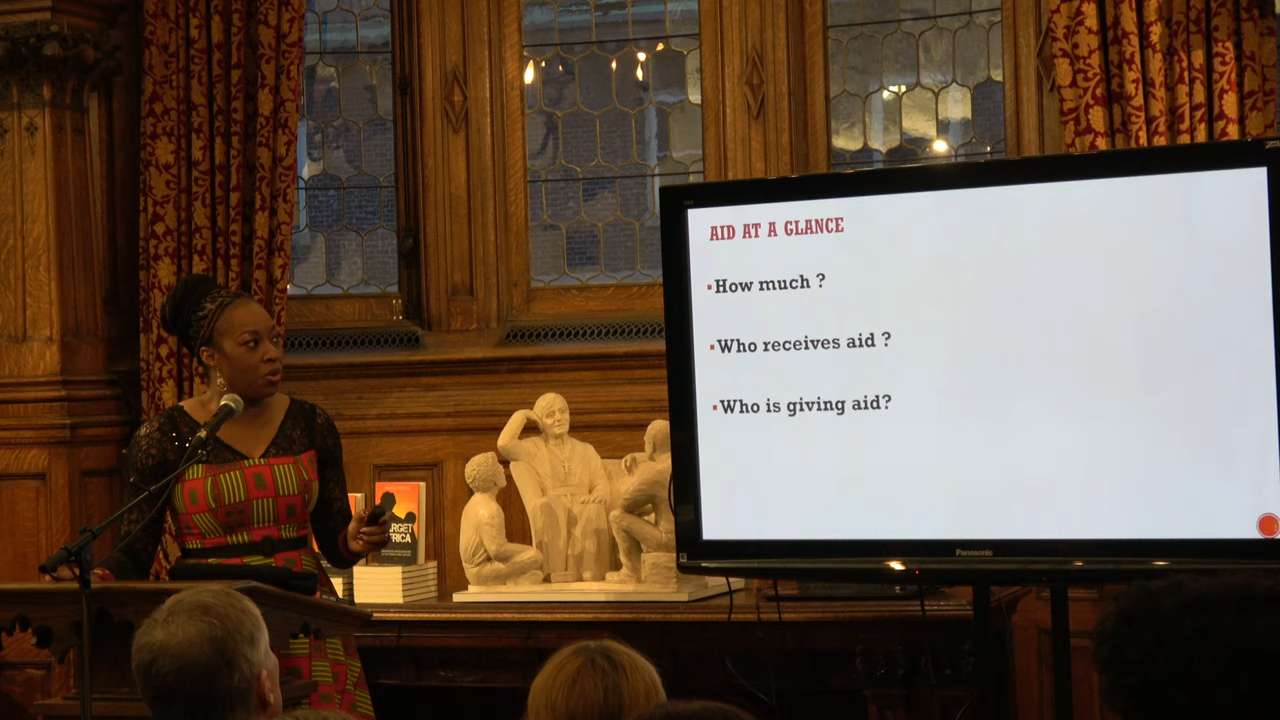 AID AT A GLANCE
▪How much ?
▪Who receives aid ?
▪Who is giving aid?
Panasonic